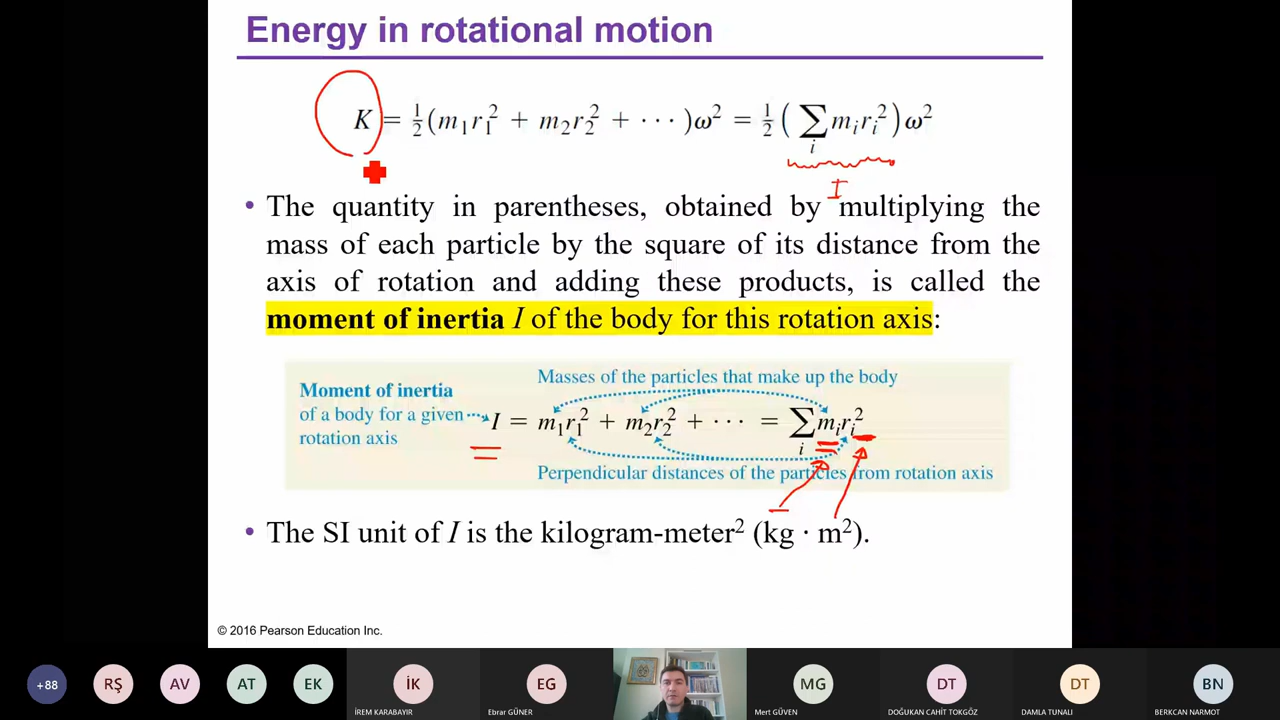 Energy in rotational motion
K = ½(m₁r₁² + m₂r₂² + ···)ω² = ½(∑ᵢ mᵢrᵢ²)ω²
I
• The quantity in parentheses, obtained by multiplying the
mass of each particle by the square of its distance from the
axis of rotation and adding these products, is called the
moment of inertia I of the body for this rotation axis:
Masses of the particles that make up the body
Moment of inertia
of a body for a given
rotation axis
I = m₁r₁² + m₂r₂² + ··· = ∑ᵢ mᵢrᵢ²
Perpendicular distances of the particles from rotation axis
• The SI unit of I is the kilogram-meter² (kg · m²).
© 2016 Pearson Education Inc.
+88 RŞ AV AT EK İK EG MG DT DT BN
İREM KARABAYIR Ebrar GÜNER Mert GÜVEN DOĞUKAN CAHİT TOKGÖZ DAMLA TUNALI BERKCAN NARMOT